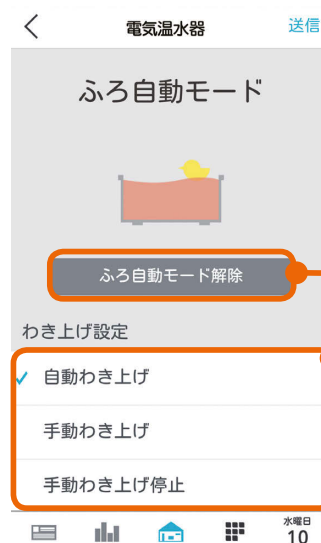 電気温水器 送信
ふろ自動モード
ふろ自動モード解除
わき上げ設定
自動わき上げ
手動わき上げ
手動わき上げ停止
水曜日
10